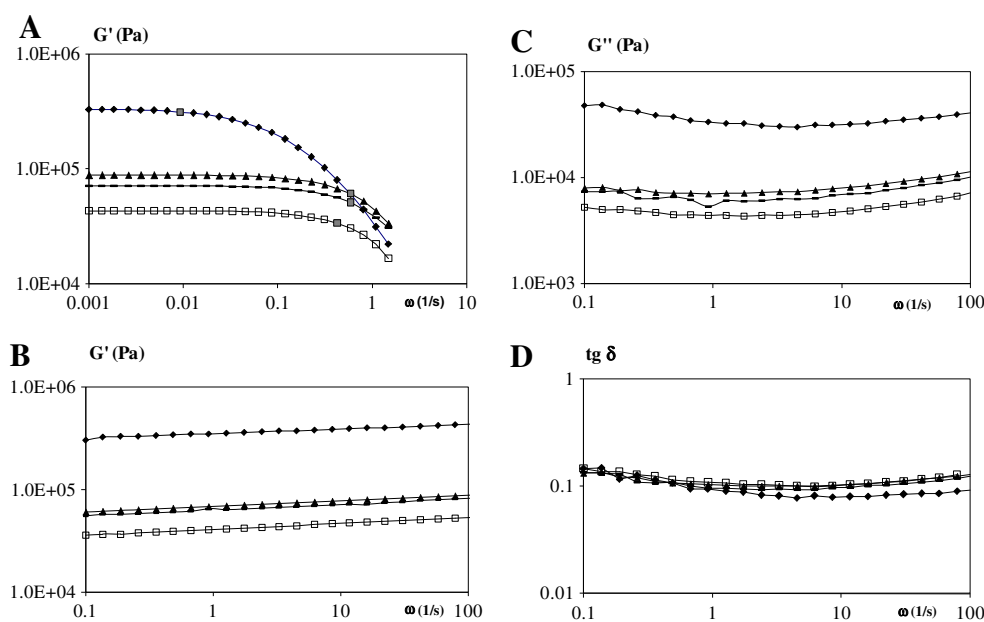 A
G' (Pa)
1.0E+06
1.0E+05
1.0E+04
0.001 0.01 0.1 1 10
ω (1/s)
C
G'' (Pa)
1.0E+05
1.0E+04
1.0E+03
0.1 1 10 100
ω (1/s)
B
G' (Pa)
1.0E+06
1.0E+05
1.0E+04
0.1 1 10 100
ω (1/s)
D
tg δ
1
0.1
0.01
0.1 1 10 100
ω (1/s)